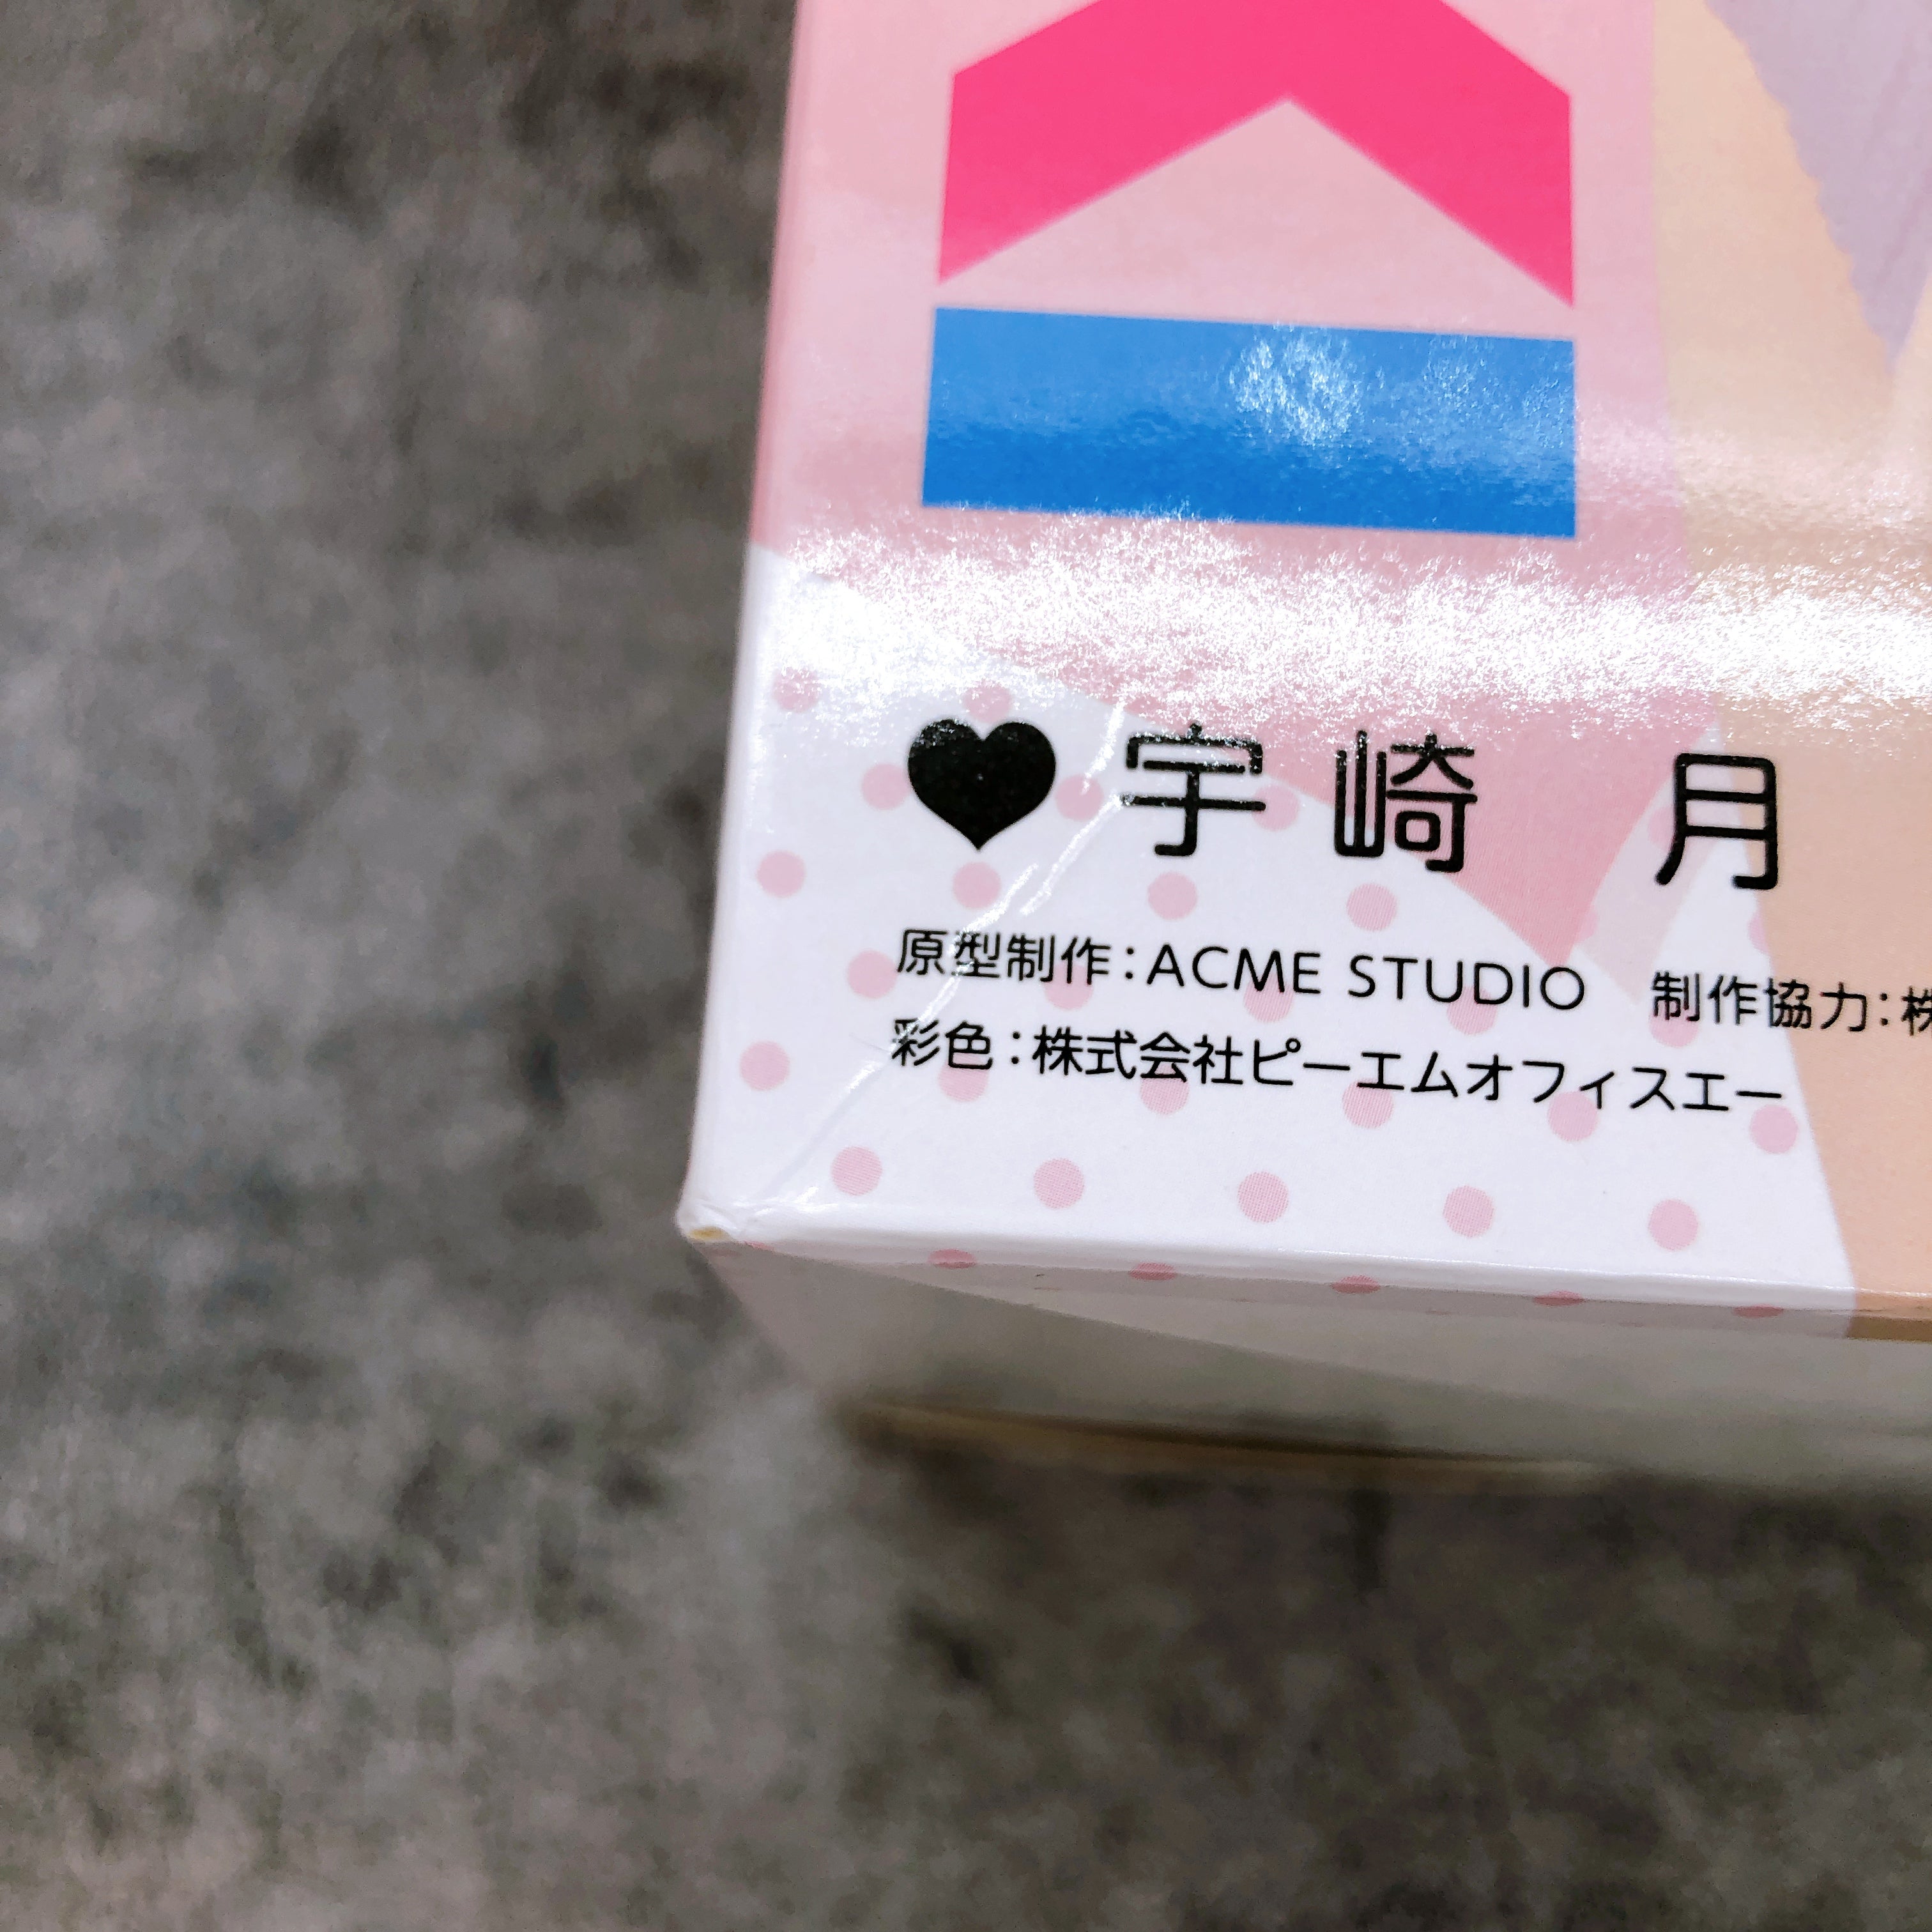 ♥宇崎 月
原型制作：ACME STUDIO 制作協力：株
彩色：株式会社ピーエムオフィスエー